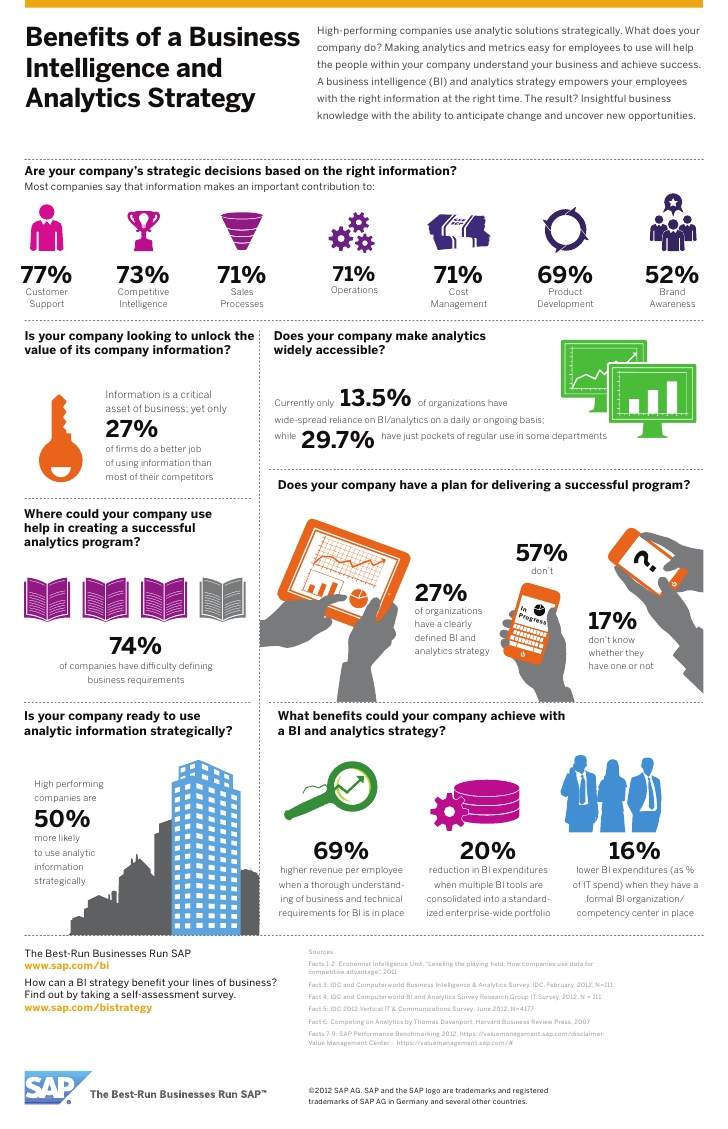 Benefits of a Business
Intelligence and
Analytics Strategy
High-performing companies use analytic solutions strategically. What does your
company do? Making analytics and metrics easy for employees to use will help
the people within your company understand your business and achieve success.
A business intelligence (BI) and analytics strategy empowers your employees
with the right information at the right time. The result? Insightful business
knowledge with the ability to anticipate change and uncover new opportunities.
Are your company's strategic decisions based on the right information?
Most companies say that information makes an important contribution to:
77%
Customer
Support
73%
Competitive
Intelligence
71%
Sales
Processes
71%
Operations
71%
Cost
Management
69%
Product
Development
52%
Brand
Awareness
Is your company looking to unlock the
value of its company information?
Information is a critical
asset of business; yet only
27%
of firms do a better job
of using information than
most of their competitors
Does your company make analytics
widely accessible?
Currently only 13.5% of organizations have
wide-spread reliance on BI/analytics on a daily or ongoing basis;
while 29.7% have just pockets of regular use in some departments
Where could your company use
help in creating a successful
analytics program?
74%
of companies have difficulty defining
business requirements
Does your company have a plan for delivering a successful program?
27%
of organizations
have a clearly
defined BI and
analytics strategy
57%
don't
In
Progress
?
17%
don't know
whether they
have one or not
Is your company ready to use
analytic information strategically?
High performing
companies are
50%
more likely
to use analytic
information
strategically
What benefits could your company achieve with
a BI and analytics strategy?
69%
higher revenue per employee
when a thorough understand-
ing of business and technical
requirements for BI is in place
20%
reduction in BI expenditures
when multiple BI tools are
consolidated into a standard-
ized enterprise-wide portfolio
16%
lower BI expenditures (as %
of IT spend) when they have a
formal BI organization/
competency center in place
The Best-Run Businesses Run SAP
www.sap.com/bi
How can a BI strategy benefit your lines of business?
Find out by taking a self-assessment survey.
www.sap.com/bistrategy
Sources
Facts 1-2: Economist Intelligence Unit, "Leveling the playing field: How companies use data for
competitive advantage", 2011
Fact 3: IDC and Computerworld Business Intelligence & Analytics Survey, IDC, February, 2012, N=111
Fact 4: IDC and Computerworld BI and Analytics Survey Research Group IT Survey, 2012, N = 111
Fact 5: IDC 2012 Vertical IT & Communications Survey, June 2012, N=4177
Fact 6: Competing on Analytics by Thomas Davenport, Harvard Business Review Press, 2007
Facts 7-9: SAP Performance Benchmarking 2012, https://valuemanagement.sap.com/disclaimer;
Value Management Center - https://valuemanagement.sap.com/#
SAP
The Best-Run Businesses Run SAP™
©2012 SAP AG. SAP and the SAP logo are trademarks and registered
trademarks of SAP AG in Germany and several other countries.